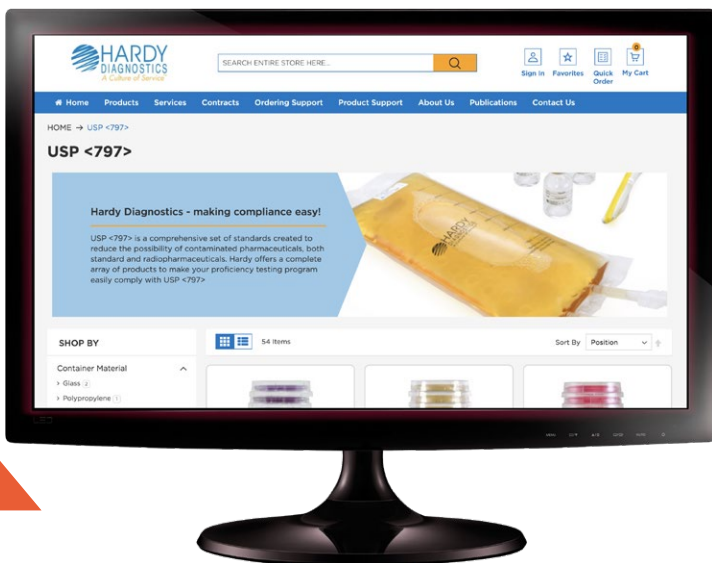 HARDY
DIAGNOSTICS
A Culture of Service
SEARCH ENTIRE STORE HERE...
0
Sign in
Favorites
Quick
Order
My Cart
Home
Products
Services
Contracts
Ordering Support
Product Support
About Us
Publications
Contact Us
HOME → USP <797>
USP <797>
Hardy Diagnostics - making compliance easy!
USP <797> is a comprehensive set of standards created to
reduce the possibility of contaminated pharmaceuticals, both
standard and radiopharmaceuticals. Hardy offers a complete
array of products to make your proficiency testing program
easily comply with USP <797>
HARDY
DIAGNOSTICS
SHOP BY
54 Items
Sort By
Position
Container Material
> Glass 2
> Polypropylene 1